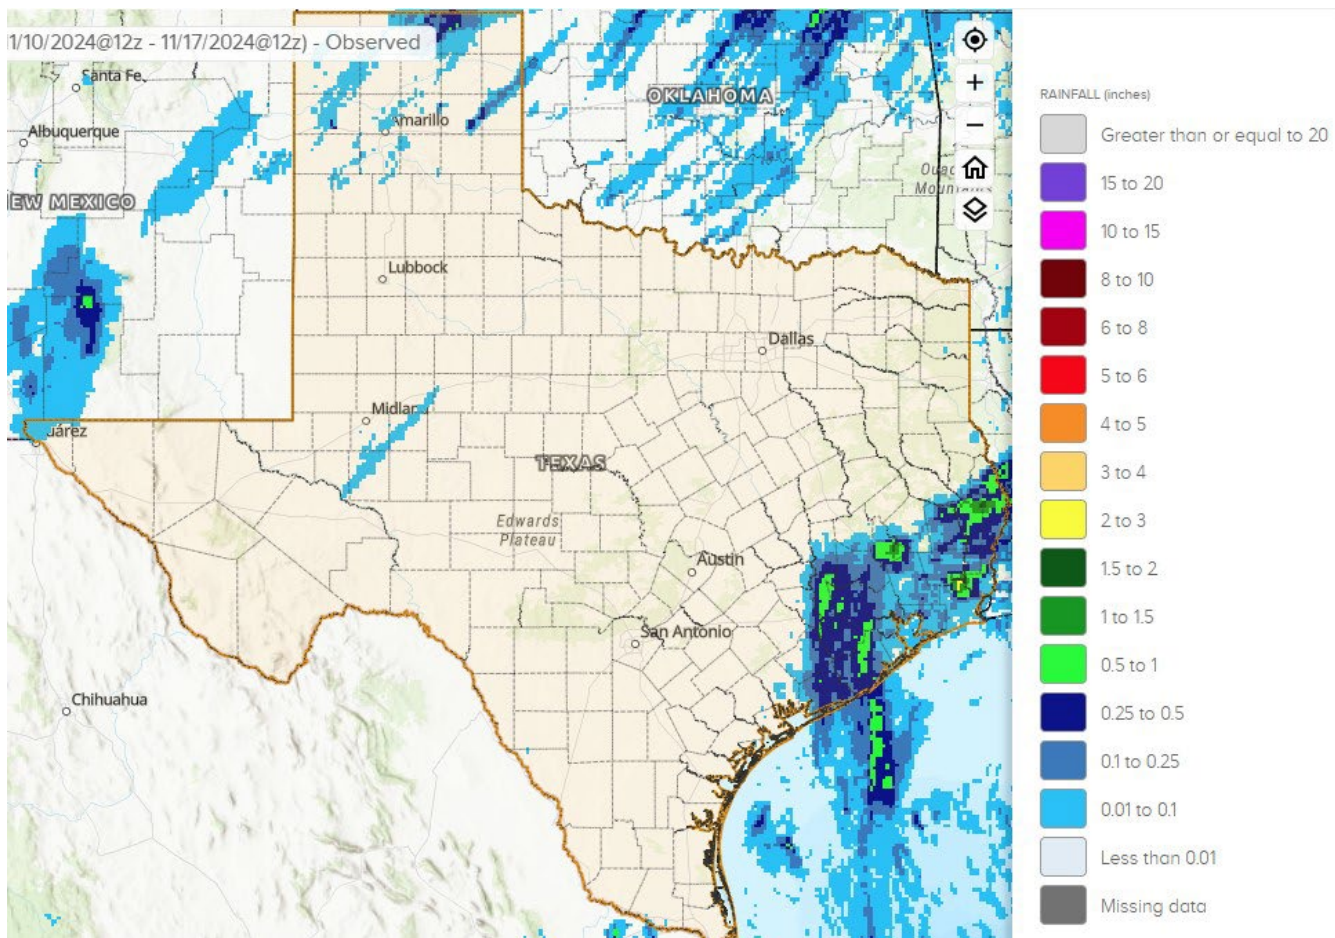 1/10/2024@12z - 11/17/2024@12z) - Observed
Santa Fe
Albuquerque
EW MEXICO
Amarillo
OKLAHOMA
Oua
Mountains
Lubbock
Dallas
Midlar
uárez
TEXAS
Edwards
Plateau
Austin
San Antonio
Chihuahua
RAINFALL (inches)
Greater than or equal to 20
15 to 20
10 to 15
8 to 10
6 to 8
5 to 6
4 to 5
3 to 4
2 to 3
1.5 to 2
1 to 1.5
0.5 to 1
0.25 to 0.5
0.1 to 0.25
0.01 to 0.1
Less than 0.01
Missing data